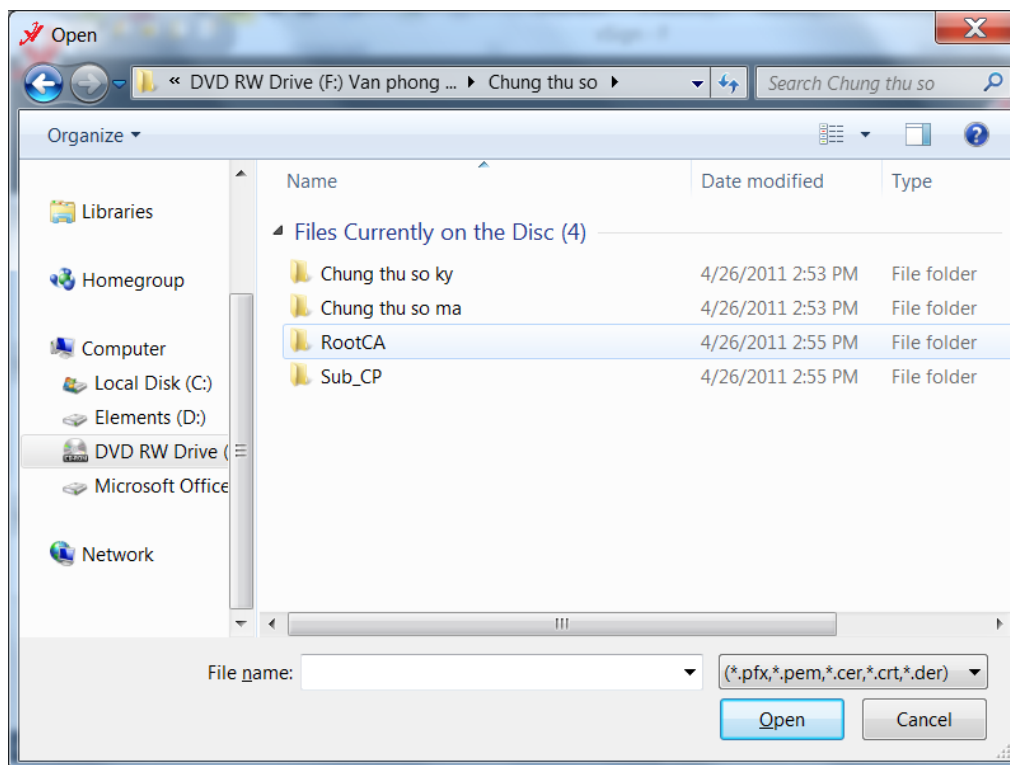 Open
« DVD RW Drive (F:) Van phong ... Chung thu so Search Chung thu so
Organize
Name Date modified Type
Libraries
Files Currently on the Disc (4)
Homegroup
Chung thu so ky 4/26/2011 2:53 PM File folder
Chung thu so ma 4/26/2011 2:53 PM File folder
Computer
RootCA 4/26/2011 2:55 PM File folder
Local Disk (C:)
Sub_CP 4/26/2011 2:55 PM File folder
Elements (D:)
DVD RW Drive (
Microsoft Office
Network
File name: (*.pfx,*.pem,*.cer,*.crt,*.der)
Open Cancel